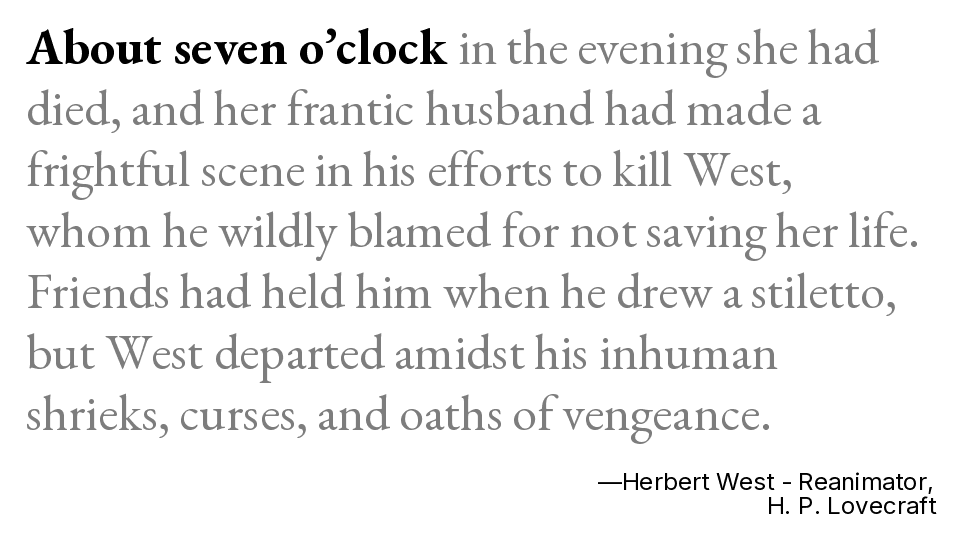 About seven o’clock in the evening she had
died, and her frantic husband had made a
frightful scene in his efforts to kill West,
whom he wildly blamed for not saving her life.
Friends had held him when he drew a stiletto,
but West departed amidst his inhuman
shrieks, curses, and oaths of vengeance.
—Herbert West - Reanimator,
H. P. Lovecraft